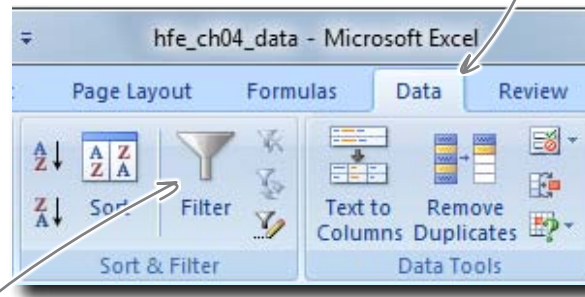 hfe_ch04_data - Microsoft Excel
Page Layout Formulas Data Review
A
Z
A Z
Z A
Z
A
Sort Filter Text to Columns Remove Duplicates
Sort & Filter Data Tools